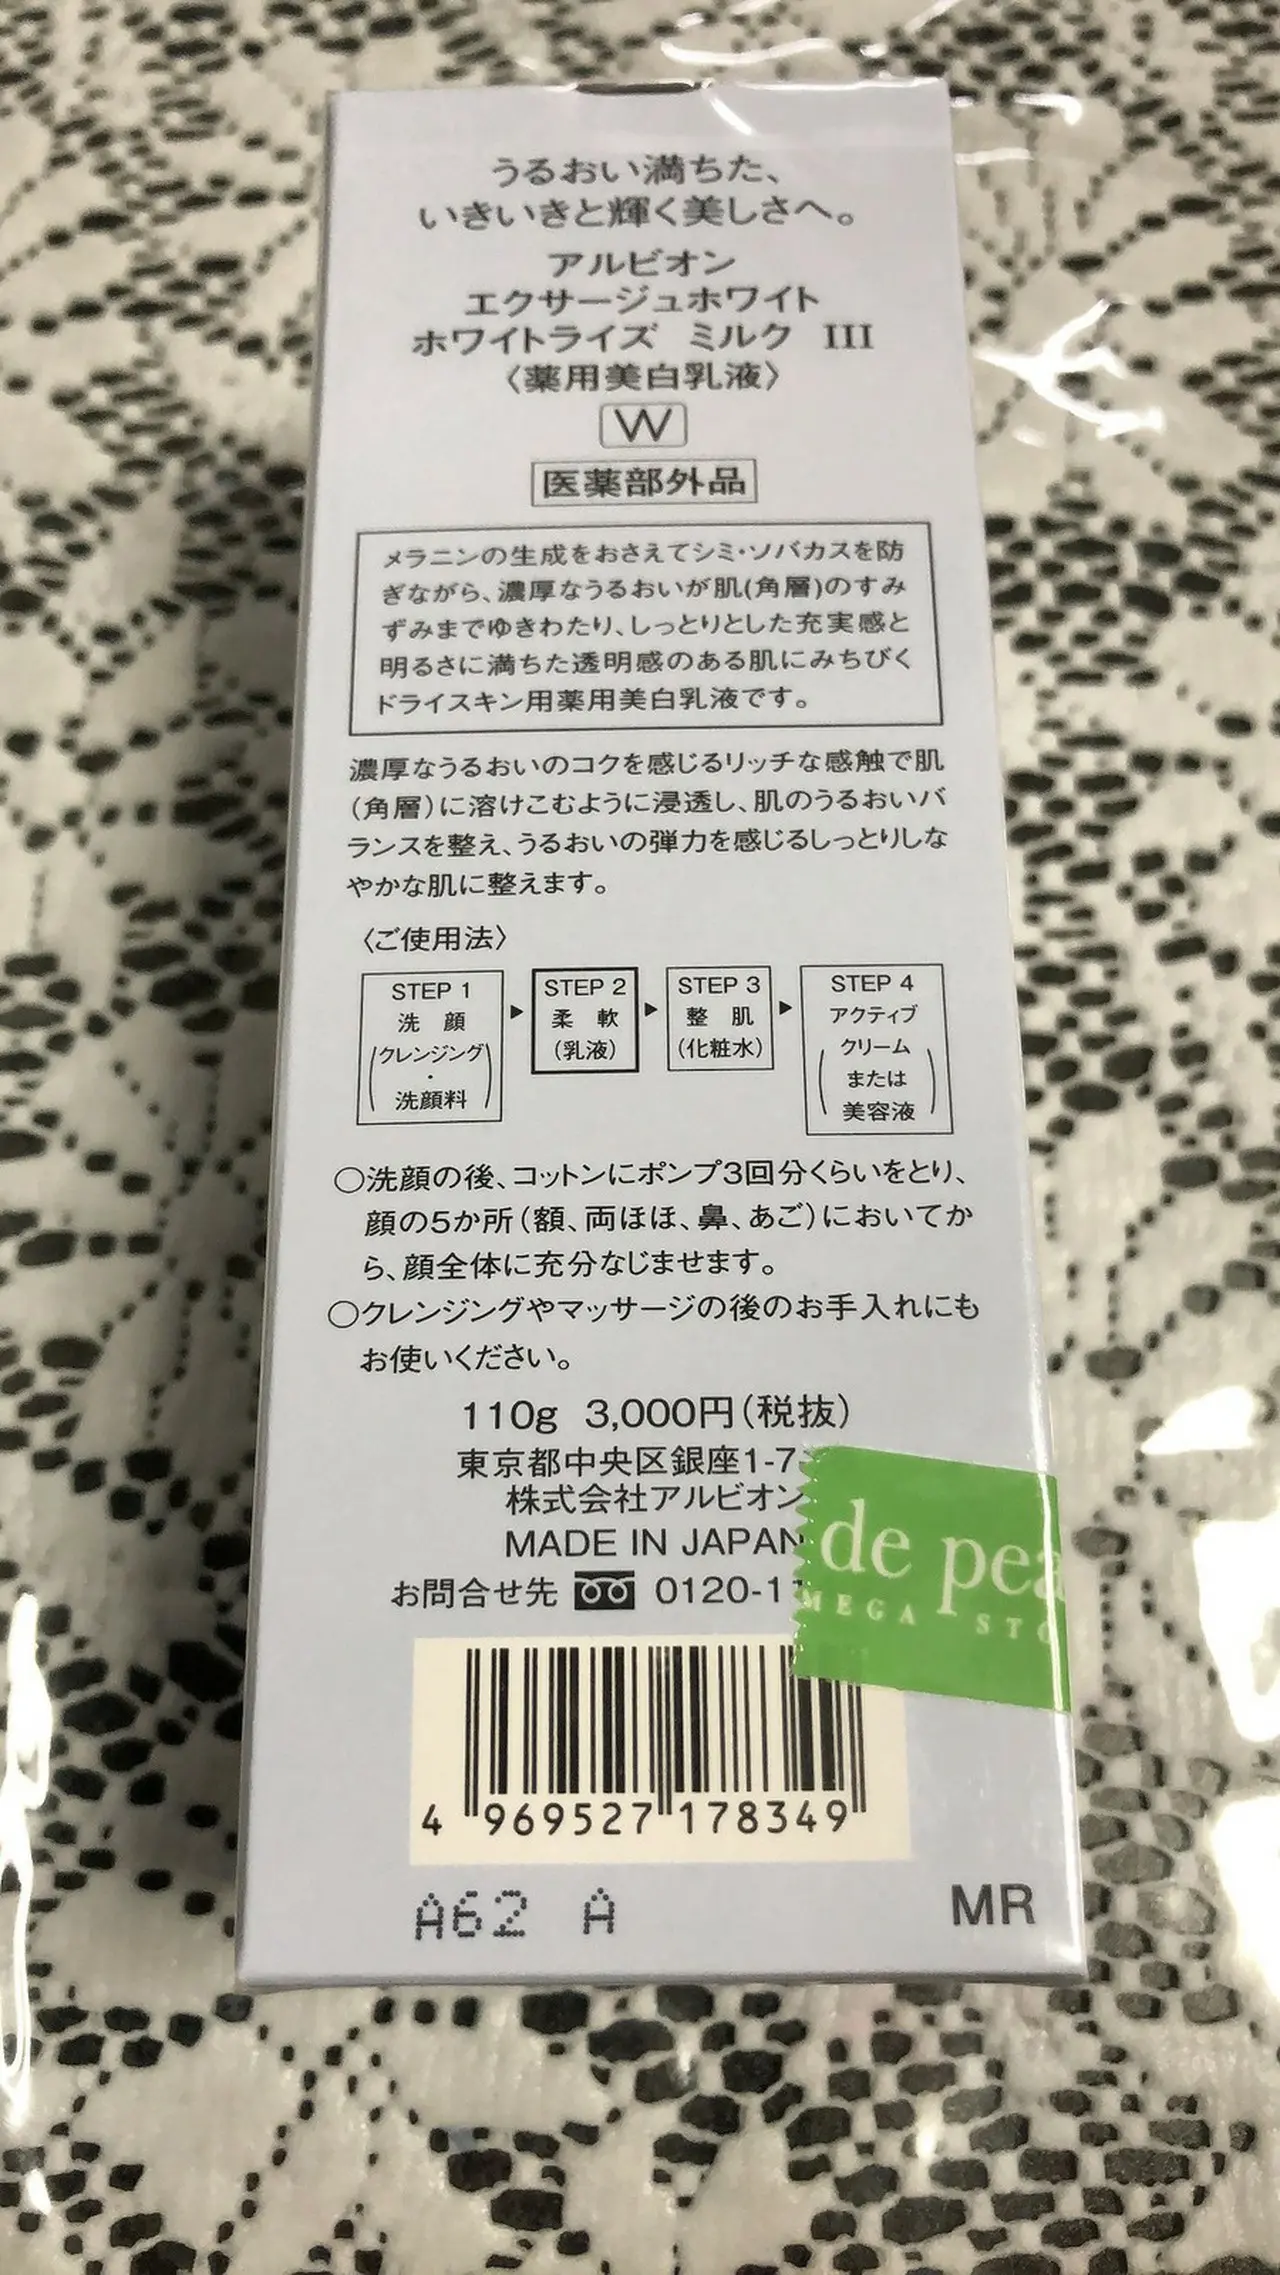 うるおい満ちた、
いきいきと輝く美しさへ。
アルビオン
エクサージュホワイト
ホワイトライズ ミルク III
〈薬用美白乳液〉
W
医薬部外品
メラニンの生成をおさえてシミ・ソバカスを防
ぎながら、濃厚なうるおいが肌(角層)のすみ
ずみまでゆきわたり、しっとりとした充実感と
明るさに満ちた透明感のある肌にみちびく
ドライスキン用薬用美白乳液です。
濃厚なうるおいのコクを感じるリッチな感触で肌
(角層)に溶けこむように浸透し、肌のうるおいバ
ランスを整え、うるおいの弾力を感じるしっとりしな
やかな肌に整えます。
〈ご使用法〉
STEP 1
洗 顔
(クレンジング
・
洗顔料)
STEP 2
柔 軟
(乳液)
STEP 3
整 肌
(化粧水)
STEP 4
アクティブ
(クリーム
または
美容液)
○洗顔の後、コットンにポンプ3回分くらいをとり、
顔の5か所(額、両ほほ、鼻、あご)においてか
ら、顔全体に充分なじませます。
○クレンジングやマッサージの後のお手入れにも
お使いください。
110g 3,000円(税抜)
東京都中央区銀座1-7-
株式会社アルビオン
MADE IN JAPAN
お問合せ先 0120-1
de pea
MEGA STO
4 969527 178349
A62 A
MR